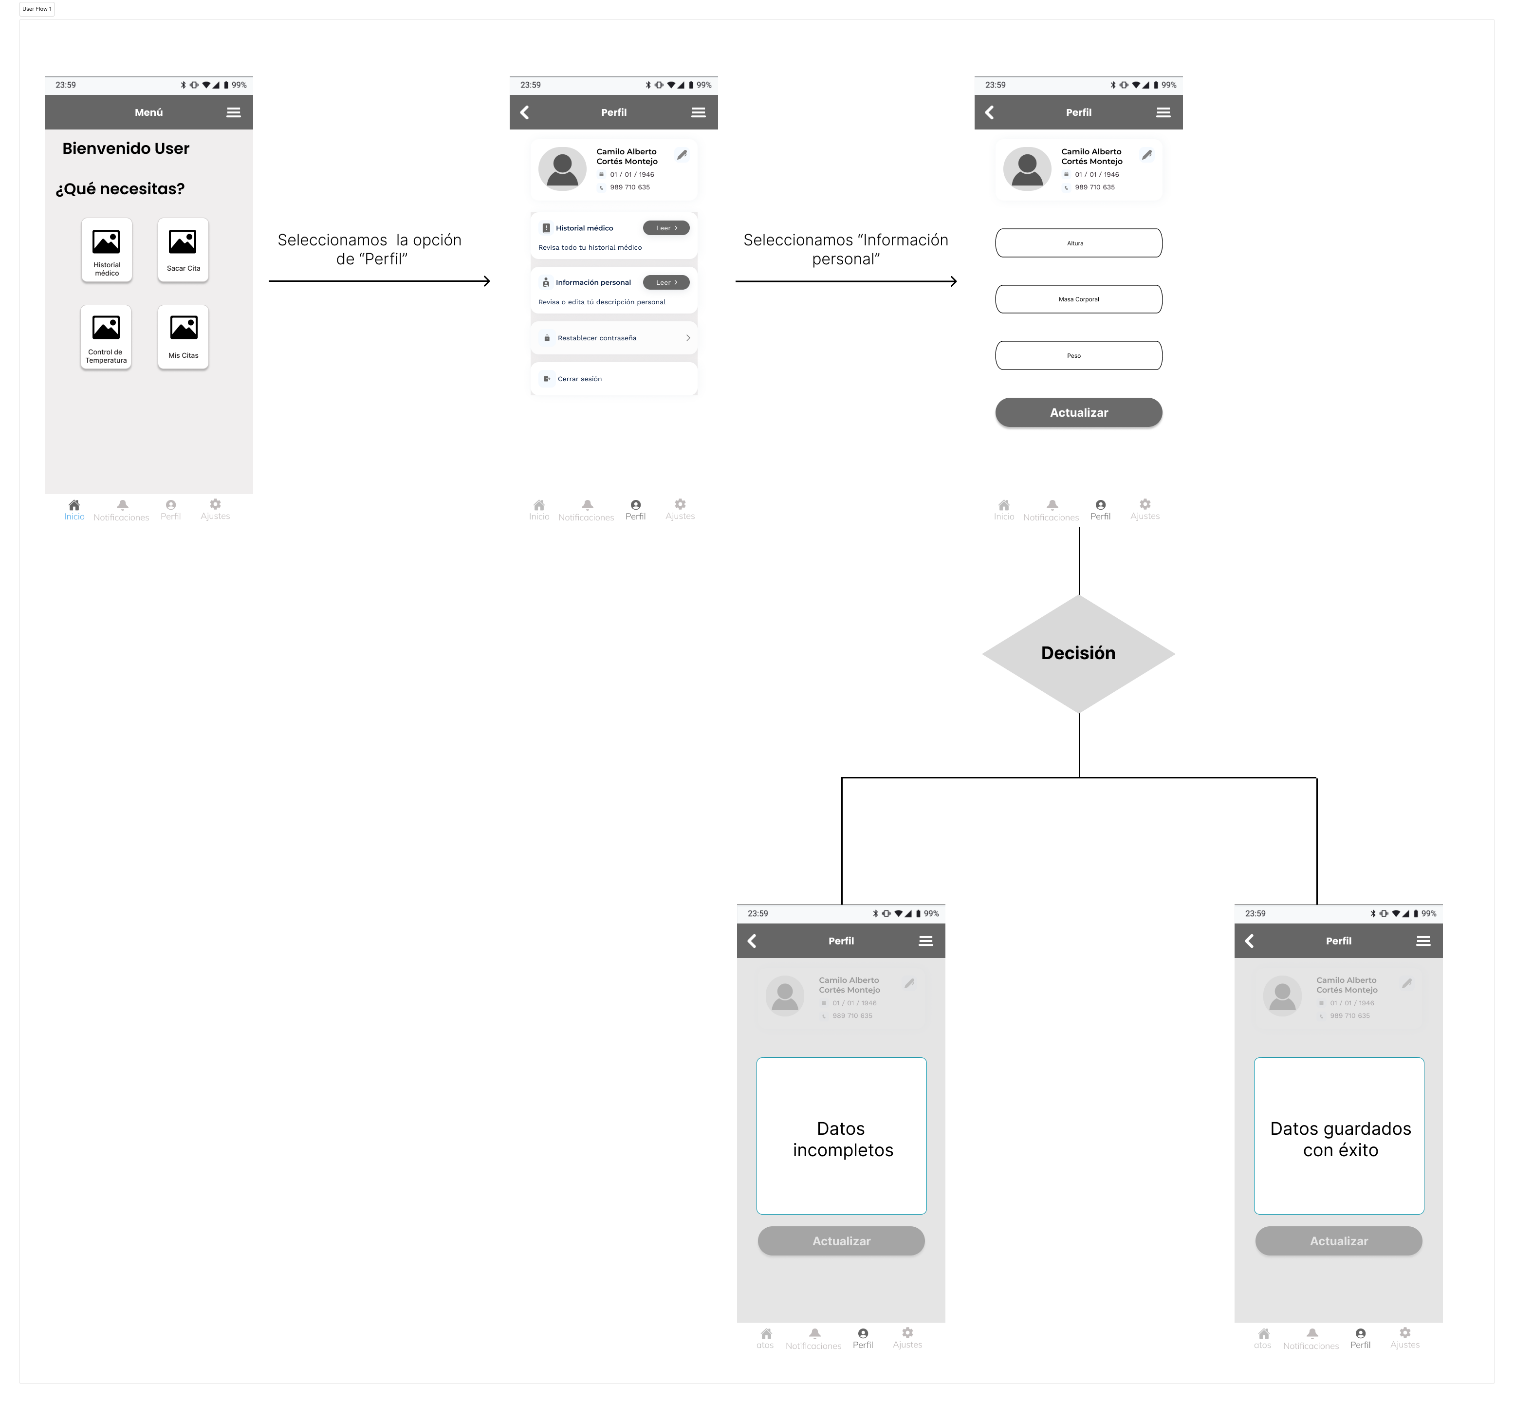 User Flow 1
23:59
99%
Menú
Bienvenido User
¿Qué necesitas?
Historial
médico
Sacar Cita
Control de
Temperatura
Mis Citas
Inicio
Notificaciones
Perfil
Ajustes
Seleccionamos la opción
de “Perfil”
23:59
99%
Perfil
Camilo Alberto
Cortés Montejo
01 / 01 / 1946
989 710 635
Historial médico
Leer >
Revisa todo tu historial médico
Información personal
Leer >
Revisa o edita tú descripción personal
Restablecer contraseña
Cerrar sesión
Inicio
Notificaciones
Perfil
Ajustes
Seleccionamos “Información
personal”
23:59
99%
Perfil
Camilo Alberto
Cortés Montejo
01 / 01 / 1946
989 710 635
Altura
Masa Corporal
Peso
Actualizar
Inicio
Notificaciones
Perfil
Ajustes
Decisión
23:59
99%
Perfil
Camilo Alberto
Cortés Montejo
01 / 01 / 1946
989 710 635
Datos
incompletos
Actualizar
atos
Notificaciones
Perfil
Ajustes
23:59
99%
Perfil
Camilo Alberto
Cortés Montejo
01 / 01 / 1946
989 710 635
Datos guardados
con éxito
Actualizar
atos
Notificaciones
Perfil
Ajustes